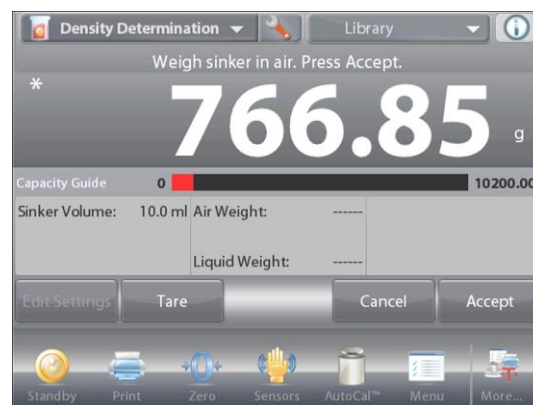 Density Determination Library
Weigh sinker in air. Press Accept.
* 766.85 g
Capacity Guide 0 10200.00
Sinker Volume: 10.0 ml Air Weight: ------
Liquid Weight: ------
Edit Settings Tare Cancel Accept
Standby Print Zero Sensors AutoCal™ Menu More...